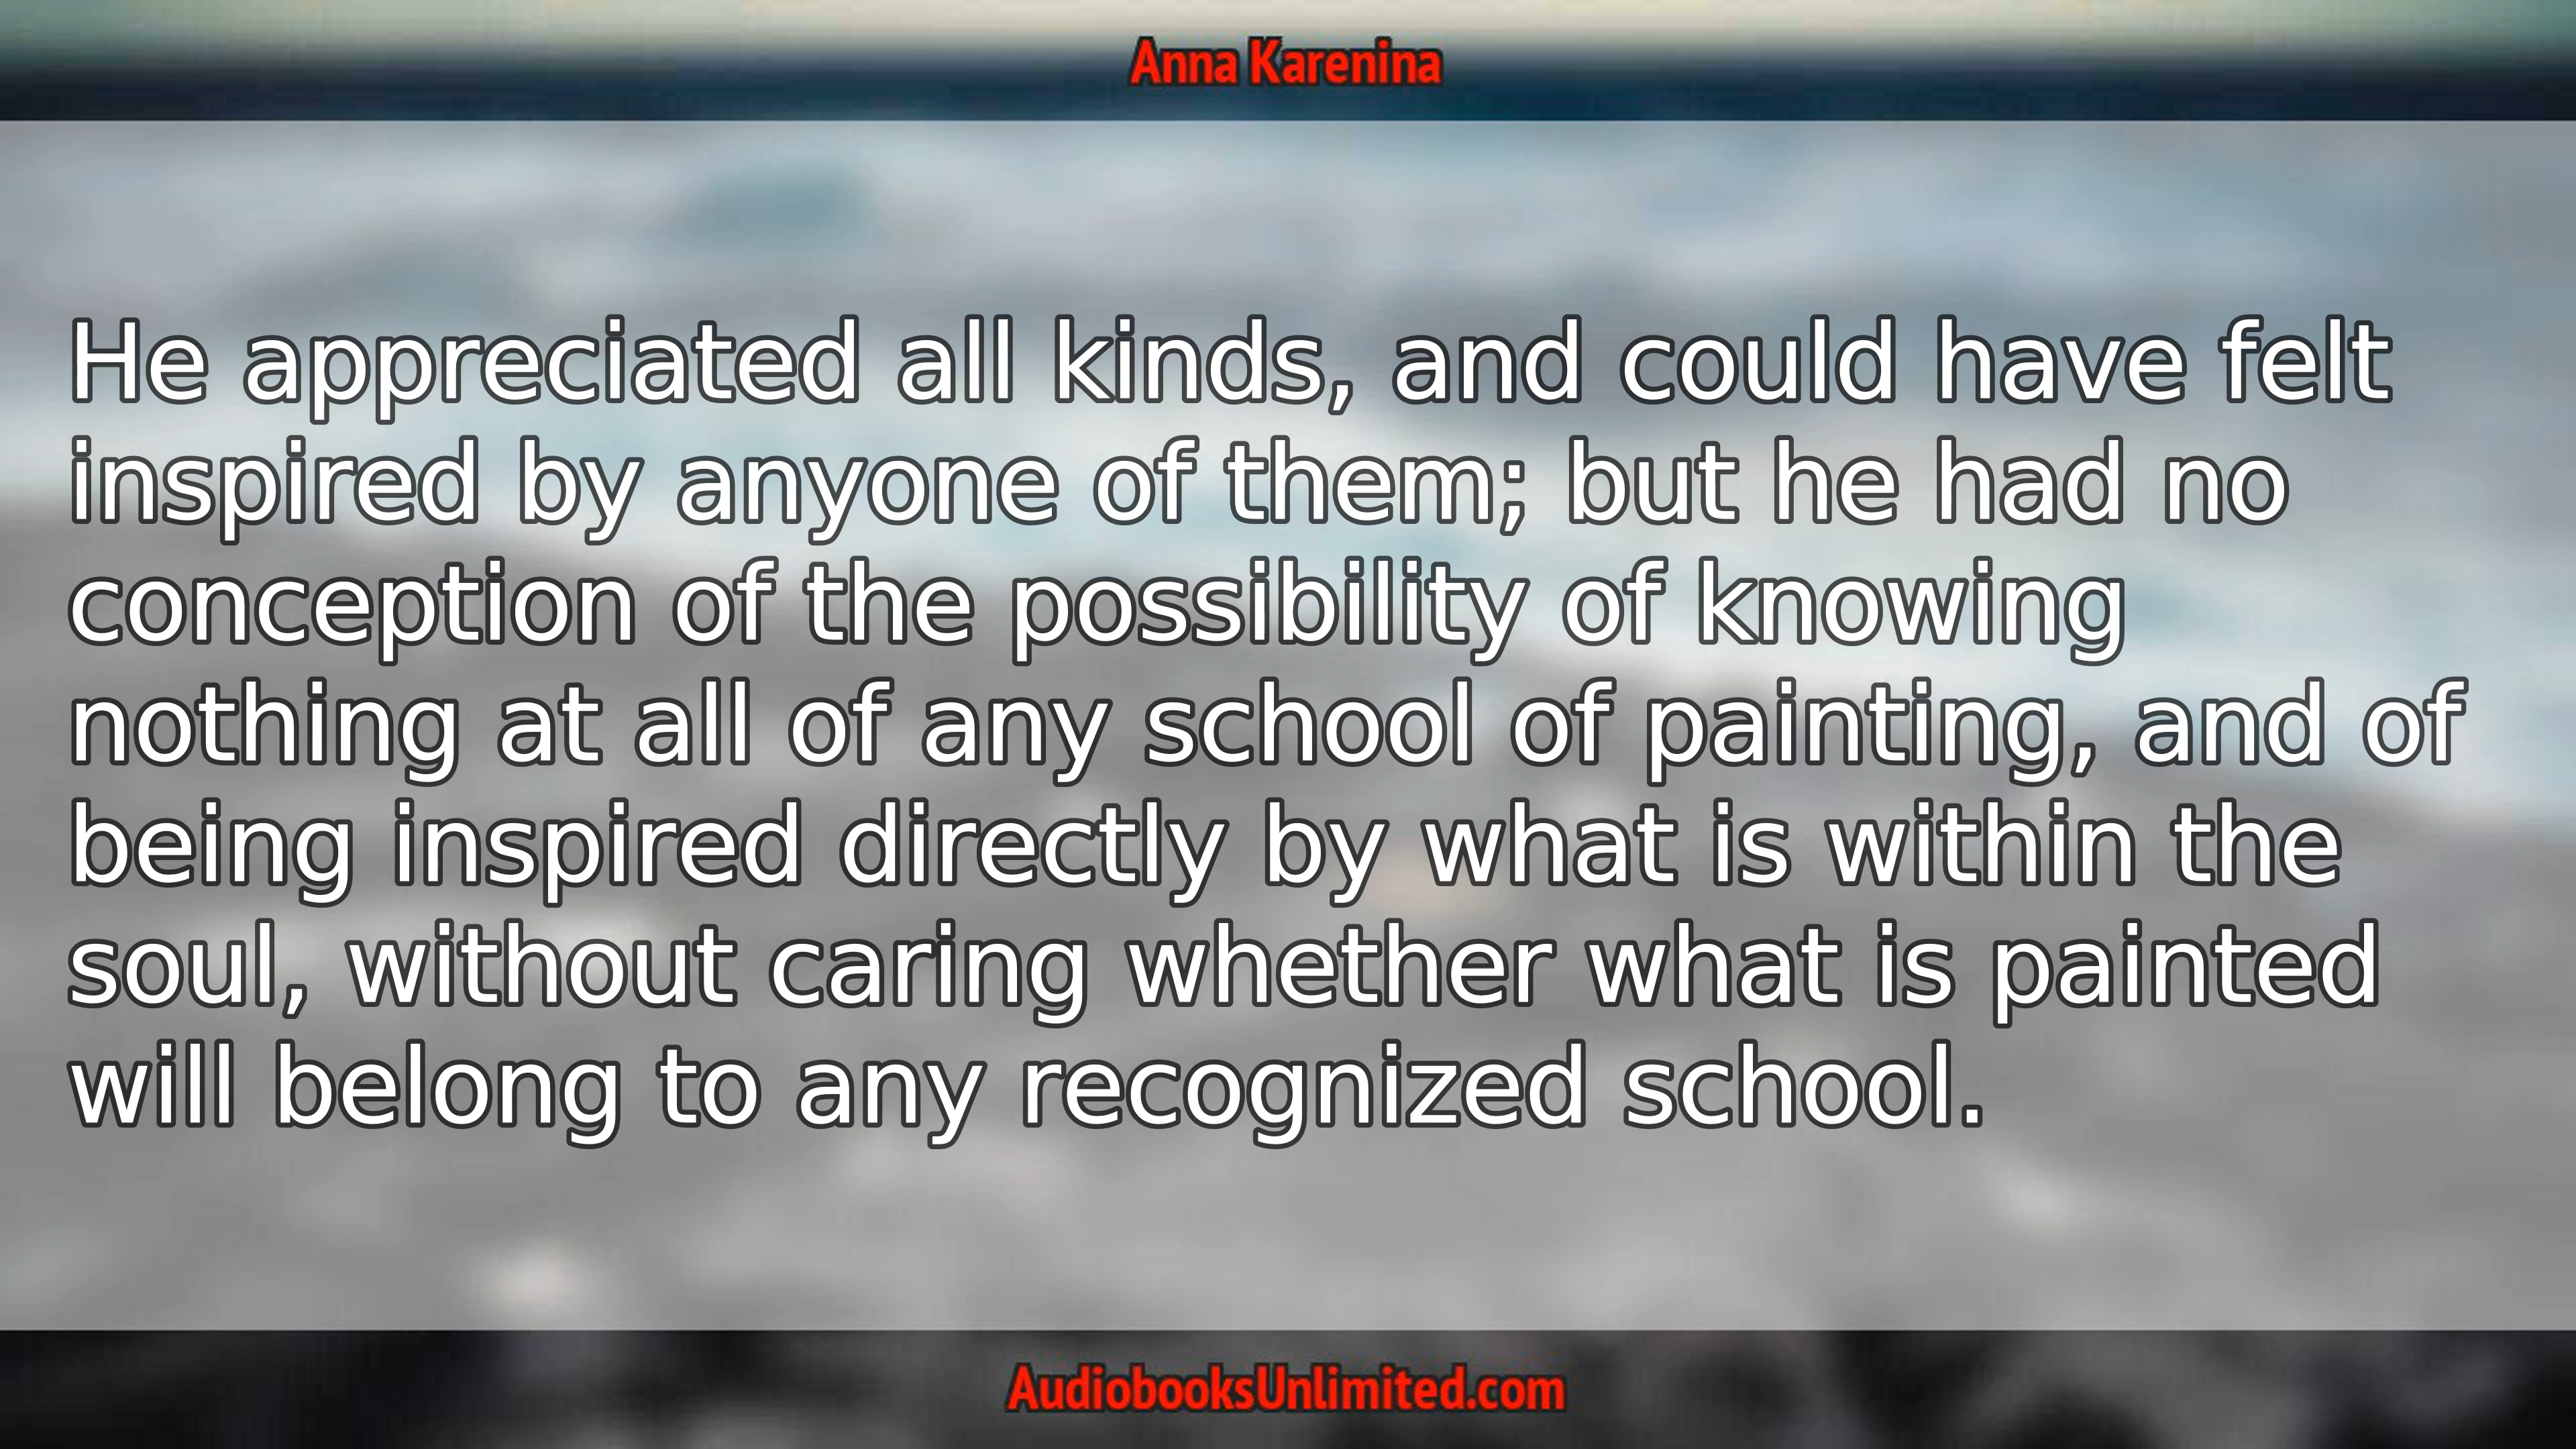 Anna Karenina
He appreciated all kinds, and could have felt
inspired by anyone of them; but he had no
conception of the possibility of knowing
nothing at all of any school of painting, and of
being inspired directly by what is within the
soul, without caring whether what is painted
will belong to any recognized school.
AudiobooksUnlimited.com